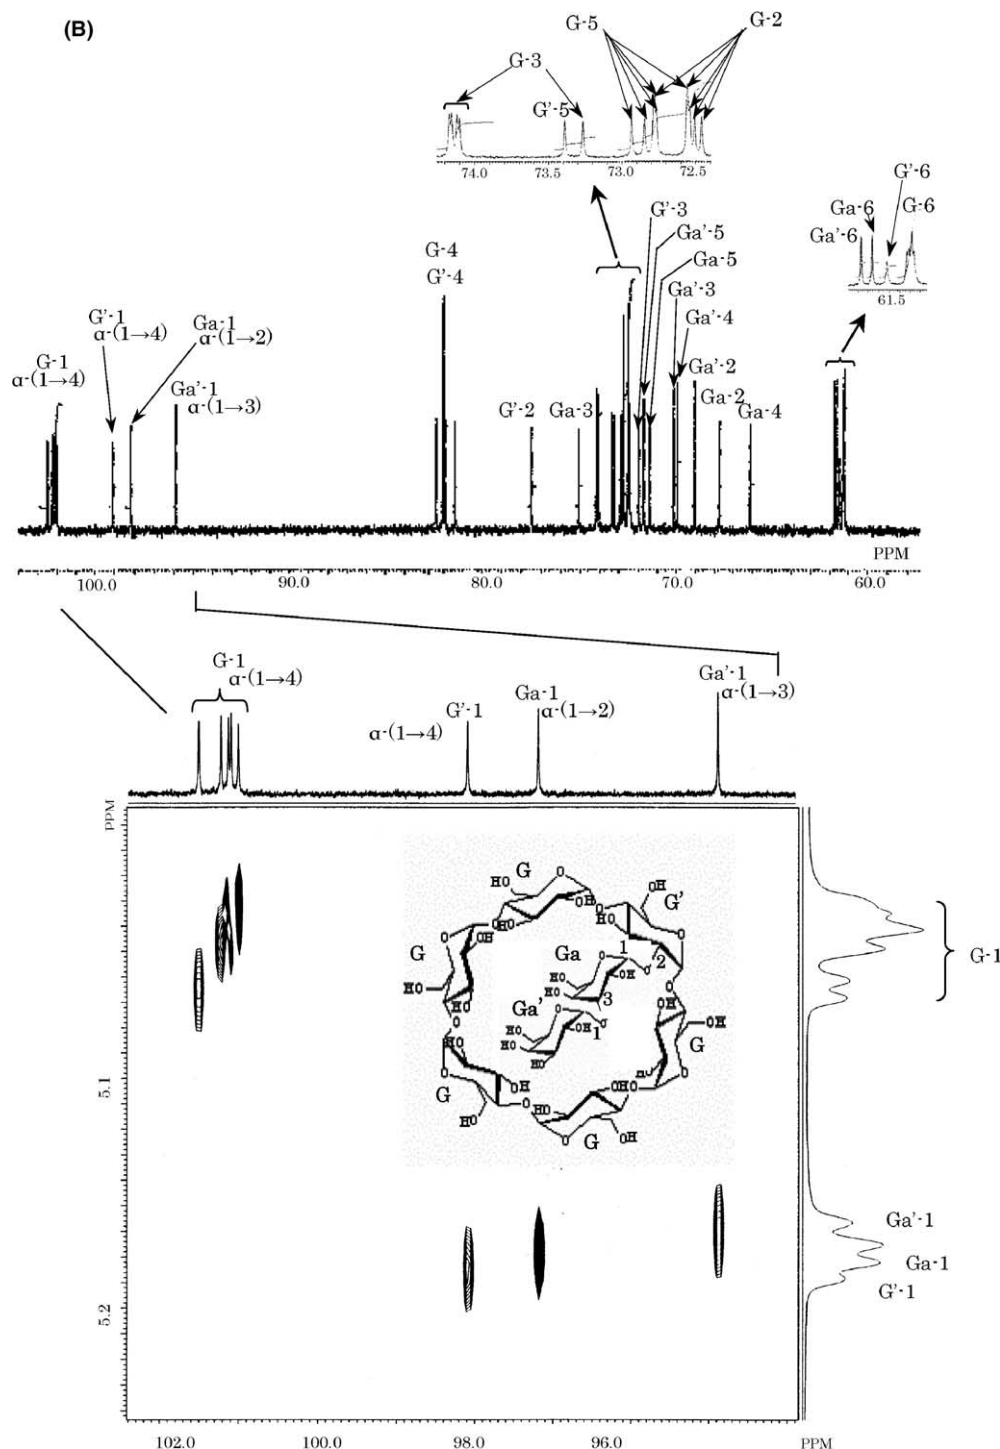 (B)
G-5
G-2
G-3
G'-5
74.0
73.5
73.0
72.5
G'-3
Ga'-5
Ga-5
Ga'-3
Ga'-4
Ga'-2
Ga-2
Ga-4
G'-6
Ga-6
G-6
Ga'-6
61.5
G-4
G'-4
G'-1
α-(1→4)
Ga-1
α-(1→2)
G-1
α-(1→4)
Ga'-1
α-(1→3)
G'-2
Ga-3
PPM
100.0
90.0
80.0
70.0
60.0
G-1
α-(1→4)
G'-1
α-(1→4)
Ga-1
α-(1→2)
Ga'-1
α-(1→3)
PPM
G
HO
O
OH
G'
HO
G
OH
Ga
1
2
3
Ga'
1
G
G
G
G-1
5.1
Ga'-1
Ga-1
G'-1
5.2
102.0
100.0
98.0
96.0
PPM